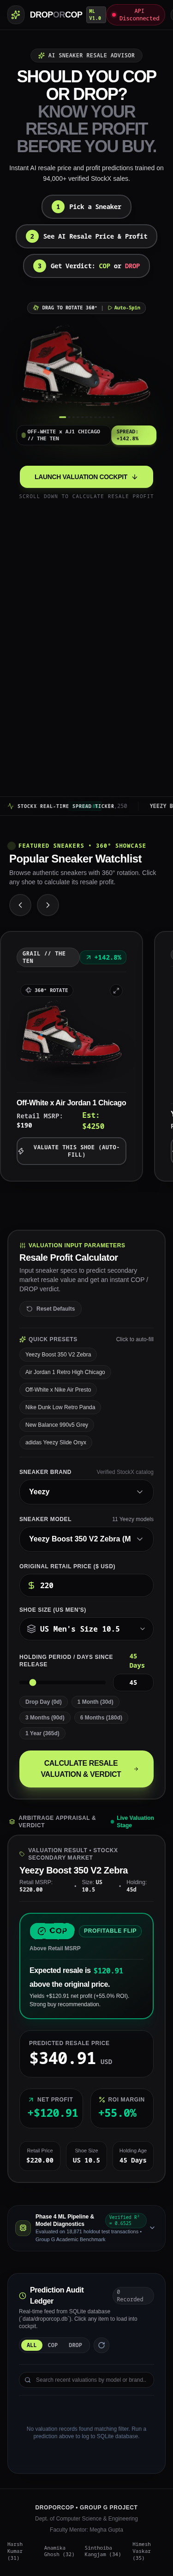 DROPORCOP
ML V1.0
API Disconnected
AI SNEAKER RESALE ADVISOR
SHOULD YOU COP
OR DROP?
KNOW YOUR
RESALE PROFIT
BEFORE YOU BUY.
Instant AI resale price and profit predictions trained on
94,000+ verified StockX sales.
1 Pick a Sneaker
2 See AI Resale Price & Profit
3 Get Verdict: COP or DROP
DRAG TO ROTATE 360° | Auto-Spin
OFF-WHITE x AJ1 CHICAGO
// THE TEN
SPREAD:
+142.8%
LAUNCH VALUATION COCKPIT
SCROLL DOWN TO CALCULATE RESALE PROFIT
STOCKX REAL-TIME SPREAD TICKER
,250
YEEZY B
FEATURED SNEAKERS • 360° SHOWCASE
Popular Sneaker Watchlist
Browse authentic sneakers with 360° rotation. Click
any shoe to calculate its resale profit.
GRAIL // THE
TEN
+142.8%
360° ROTATE
Off-White x Air Jordan 1 Chicago
Retail MSRP:
$190
Est:
$4250
VALUATE THIS SHOE (AUTO-
FILL)
VALUATION INPUT PARAMETERS
Resale Profit Calculator
Input sneaker specs to predict secondary
market resale value and get an instant COP /
DROP verdict.
Reset Defaults
QUICK PRESETS
Click to auto-fill
Yeezy Boost 350 V2 Zebra
Air Jordan 1 Retro High Chicago
Off-White x Nike Air Presto
Nike Dunk Low Retro Panda
New Balance 990v5 Grey
adidas Yeezy Slide Onyx
SNEAKER BRAND
Verified StockX catalog
Yeezy
SNEAKER MODEL
11 Yeezy models
Yeezy Boost 350 V2 Zebra (M
ORIGINAL RETAIL PRICE ($ USD)
$ 220
SHOE SIZE (US MEN'S)
US Men's Size 10.5
HOLDING PERIOD / DAYS SINCE
RELEASE
45
Days
45
Drop Day (0d)
1 Month (30d)
3 Months (90d)
6 Months (180d)
1 Year (365d)
CALCULATE RESALE
VALUATION & VERDICT
ARBITRAGE APPRAISAL &
VERDICT
Live Valuation
Stage
VALUATION RESULT • STOCKX
SECONDARY MARKET
Yeezy Boost 350 V2 Zebra
Retail MSRP:
$220.00
•
Size: US
10.5
•
Holding:
45d
COP
PROFITABLE FLIP
Above Retail MSRP
Expected resale is $120.91
above the original price.
Yields +$120.91 net profit (+55.0% ROI).
Strong buy recommendation.
PREDICTED RESALE PRICE
$340.91 USD
NET PROFIT
+$120.91
ROI MARGIN
+55.0%
Retail Price
$220.00
Shoe Size
US 10.5
Holding Age
45 Days
Phase 4 ML Pipeline &
Model Diagnostics
Verified R²
= 0.6525
Evaluated on 18,871 holdout test transactions •
Group G Academic Benchmark
Prediction Audit
Ledger
0
Recorded
Real-time feed from SQLite database
(`data/droporcop.db`). Click any item to load into
cockpit.
ALL
COP
DROP
Search recent valuations by model or brand..
No valuation records found matching filter. Run a
prediction above to log to SQLite database.
DROPORCOP • GROUP G PROJECT
Dept. of Computer Science & Engineering
Faculty Mentor: Megha Gupta
Harsh
Kumar
(31)
Anamika
Ghosh (32)
Sinthoiba
Kangjam (34)
Himesh
Vaskar
(35)